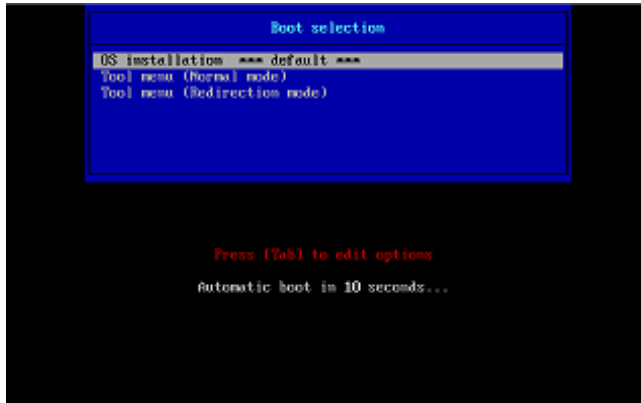 Boot selection
OS installation *** default ***
Tool menu (Normal mode)
Tool menu (Redirection mode)
Press [Tab] to edit options
Automatic boot in 10 seconds...